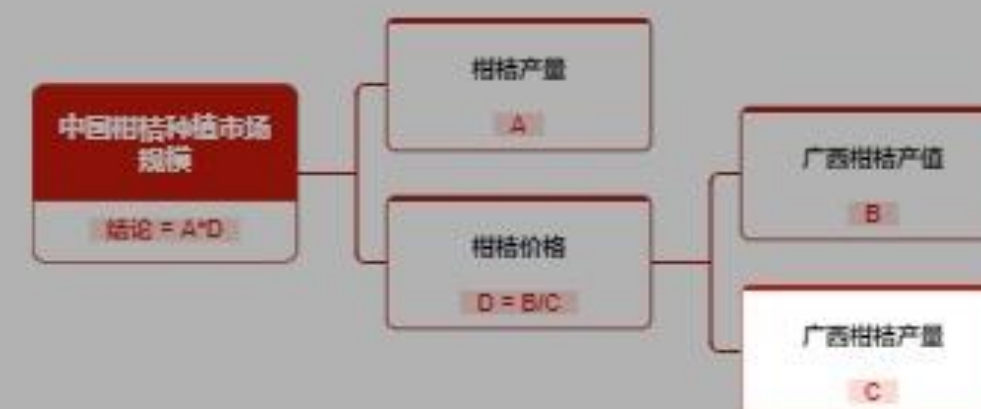 中国柑桔种植市场
规模
结论 = A*D
柑桔产量
A
柑桔价格
D = B/C
广西柑桔产值
B
广西柑桔产量
C